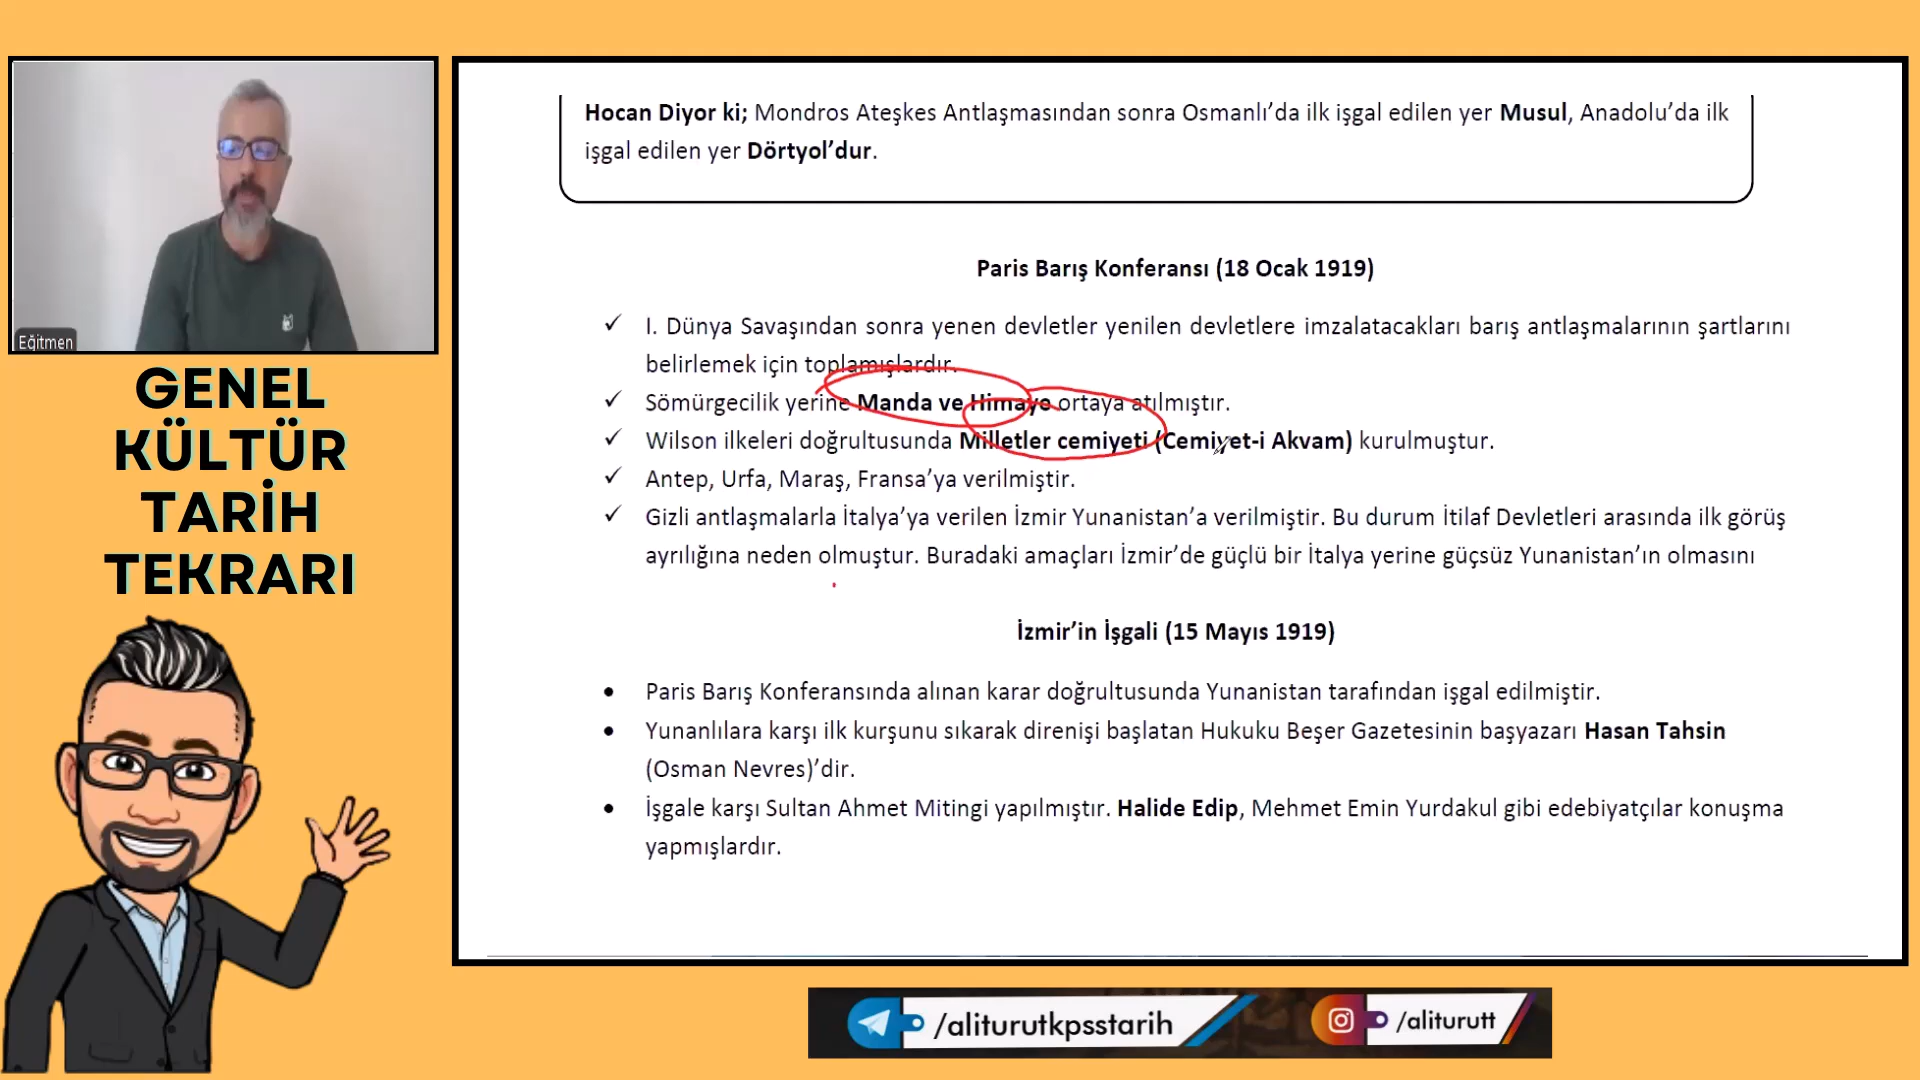 Eğitmen
GENEL
KÜLTÜR
TARİH
TEKRARI
Hocan Diyor ki; Mondros Ateşkes Antlaşmasından sonra Osmanlı’da ilk işgal edilen yer Musul, Anadolu’da ilk
işgal edilen yer Dörtyol’dur.
Paris Barış Konferansı (18 Ocak 1919)
✓ I. Dünya Savaşından sonra yenen devletler yenilen devletlere imzalatacakları barış antlaşmalarının şartlarını
belirlemek için toplamışlardır.
✓ Sömürgecilik yerine Manda ve Himaye ortaya atılmıştır.
✓ Wilson ilkeleri doğrultusunda Milletler cemiyeti (Cemiyet-i Akvam) kurulmuştur.
✓ Antep, Urfa, Maraş, Fransa’ya verilmiştir.
✓ Gizli antlaşmalarla İtalya’ya verilen İzmir Yunanistan’a verilmiştir. Bu durum İtilaf Devletleri arasında ilk görüş
ayrılığına neden olmuştur. Buradaki amaçları İzmir’de güçlü bir İtalya yerine güçsüz Yunanistan’ın olmasını
İzmir’in İşgali (15 Mayıs 1919)
• Paris Barış Konferansında alınan karar doğrultusunda Yunanistan tarafından işgal edilmiştir.
• Yunanlılara karşı ilk kurşunu sıkarak direnişi başlatan Hukuku Beşer Gazetesinin başyazarı Hasan Tahsin
(Osman Nevres)’dir.
• İşgale karşı Sultan Ahmet Mitingi yapılmıştır. Halide Edip, Mehmet Emin Yurdakul gibi edebiyatçılar konuşma
yapmışlardır.
/aliturutkpsstarih
/aliturutt